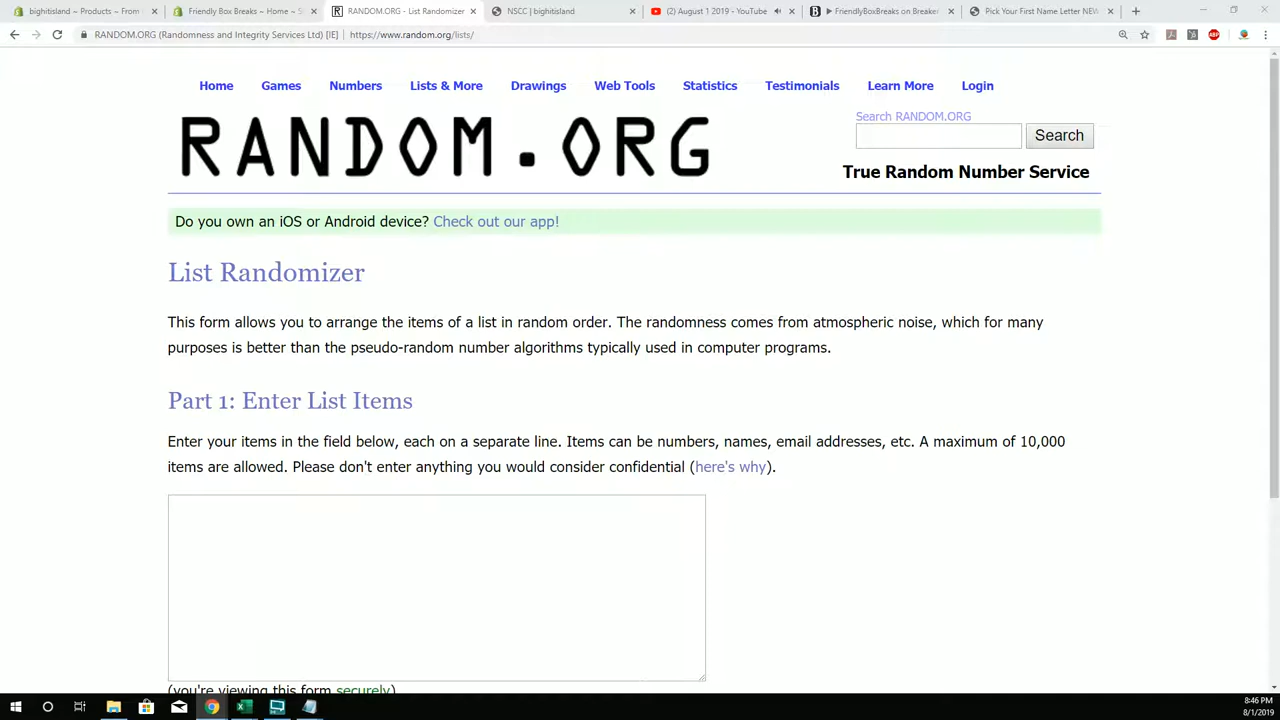 bighitisland ~ Products ~ From
Friendly Box Breaks ~ Home ~ S
RANDOM.ORG - List Randomizer
NSCC | bighitisland
(2) August 1 2019 - YouTube
FriendlyBoxBreaks on Breaker
Pick Your First Name Letter NEW
RANDOM.ORG (Randomness and Integrity Services Ltd) [IE] | https://www.random.org/lists/
Home Games Numbers Lists & More Drawings Web Tools Statistics Testimonials Learn More Login
RANDOM.ORG
Search RANDOM.ORG
Search
True Random Number Service
Do you own an iOS or Android device? Check out our app!
List Randomizer
This form allows you to arrange the items of a list in random order. The randomness comes from atmospheric noise, which for many
purposes is better than the pseudo-random number algorithms typically used in computer programs.
Part 1: Enter List Items
Enter your items in the field below, each on a separate line. Items can be numbers, names, email addresses, etc. A maximum of 10,000
items are allowed. Please don't enter anything you would consider confidential (here's why).
(you're viewing this form securely)
8:46 PM
8/1/2019